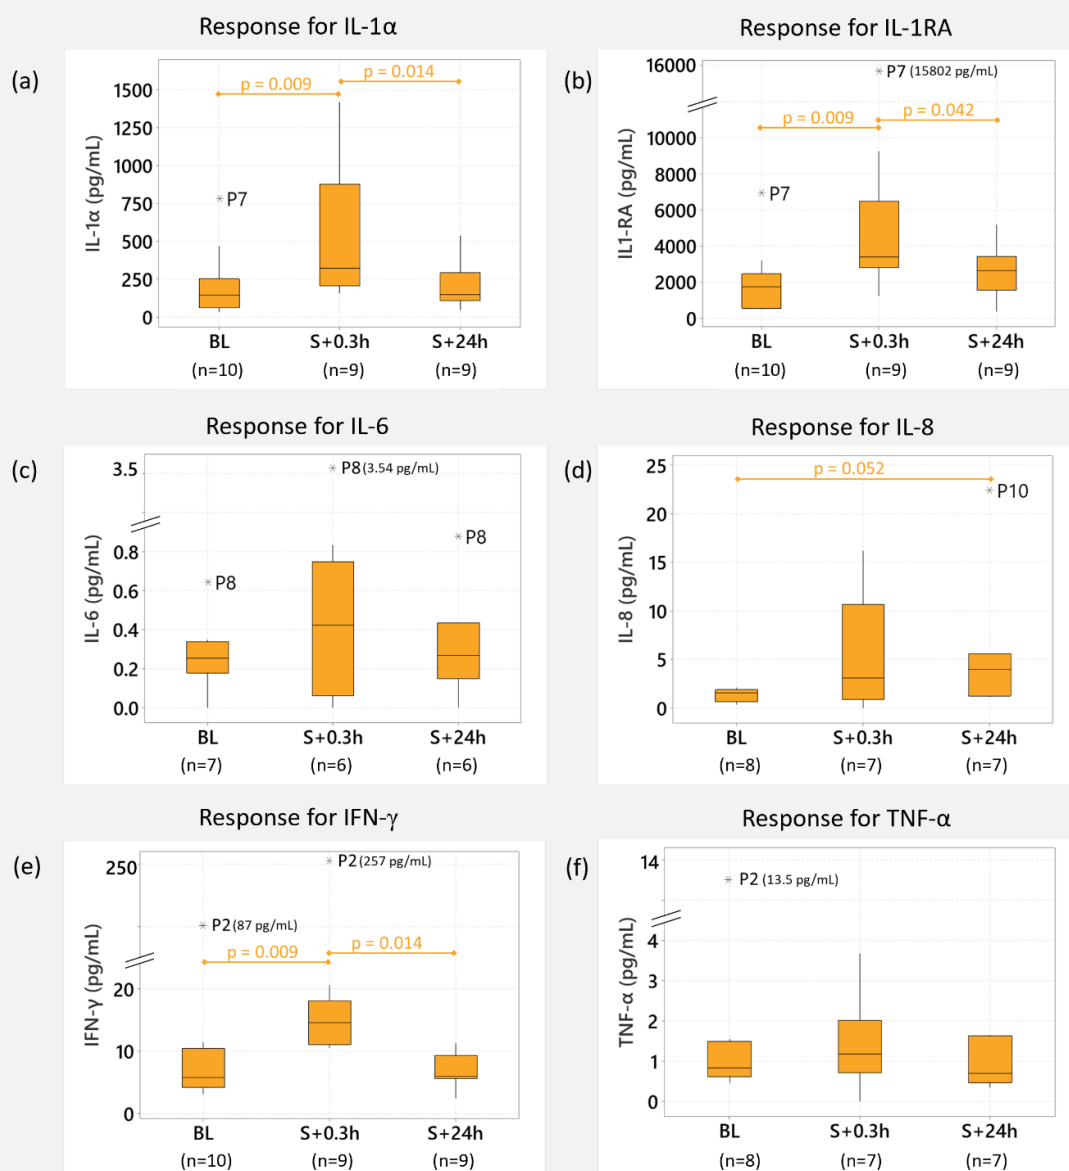 Response for IL-1α
(a)
p = 0.009
p = 0.014
1500
1250
1000
750
500
250
0
IL-1α (pg/mL)
P7
BL
S+0.3h
S+24h
(n=10)
(n=9)
(n=9)
Response for IL-1RA
(b)
16000
10000
8000
6000
4000
2000
0
IL1-RA (pg/mL)
P7 (15802 pg/mL)
p = 0.009
p = 0.042
P7
BL
S+0.3h
S+24h
(n=10)
(n=9)
(n=9)
Response for IL-6
(c)
3.5
0.8
0.6
0.4
0.2
0.0
IL-6 (pg/mL)
P8 (3.54 pg/mL)
P8
P8
BL
S+0.3h
S+24h
(n=7)
(n=6)
(n=6)
Response for IL-8
(d)
25
20
15
10
5
0
IL-8 (pg/mL)
p = 0.052
P10
BL
S+0.3h
S+24h
(n=8)
(n=7)
(n=7)
Response for IFN-γ
(e)
250
20
10
0
IFN-γ (pg/mL)
P2 (257 pg/mL)
P2 (87 pg/mL)
p = 0.009
p = 0.014
BL
S+0.3h
S+24h
(n=10)
(n=9)
(n=9)
Response for TNF-α
(f)
14
4
3
2
1
0
TNF-α (pg/mL)
P2 (13.5 pg/mL)
BL
S+0.3h
S+24h
(n=8)
(n=7)
(n=7)